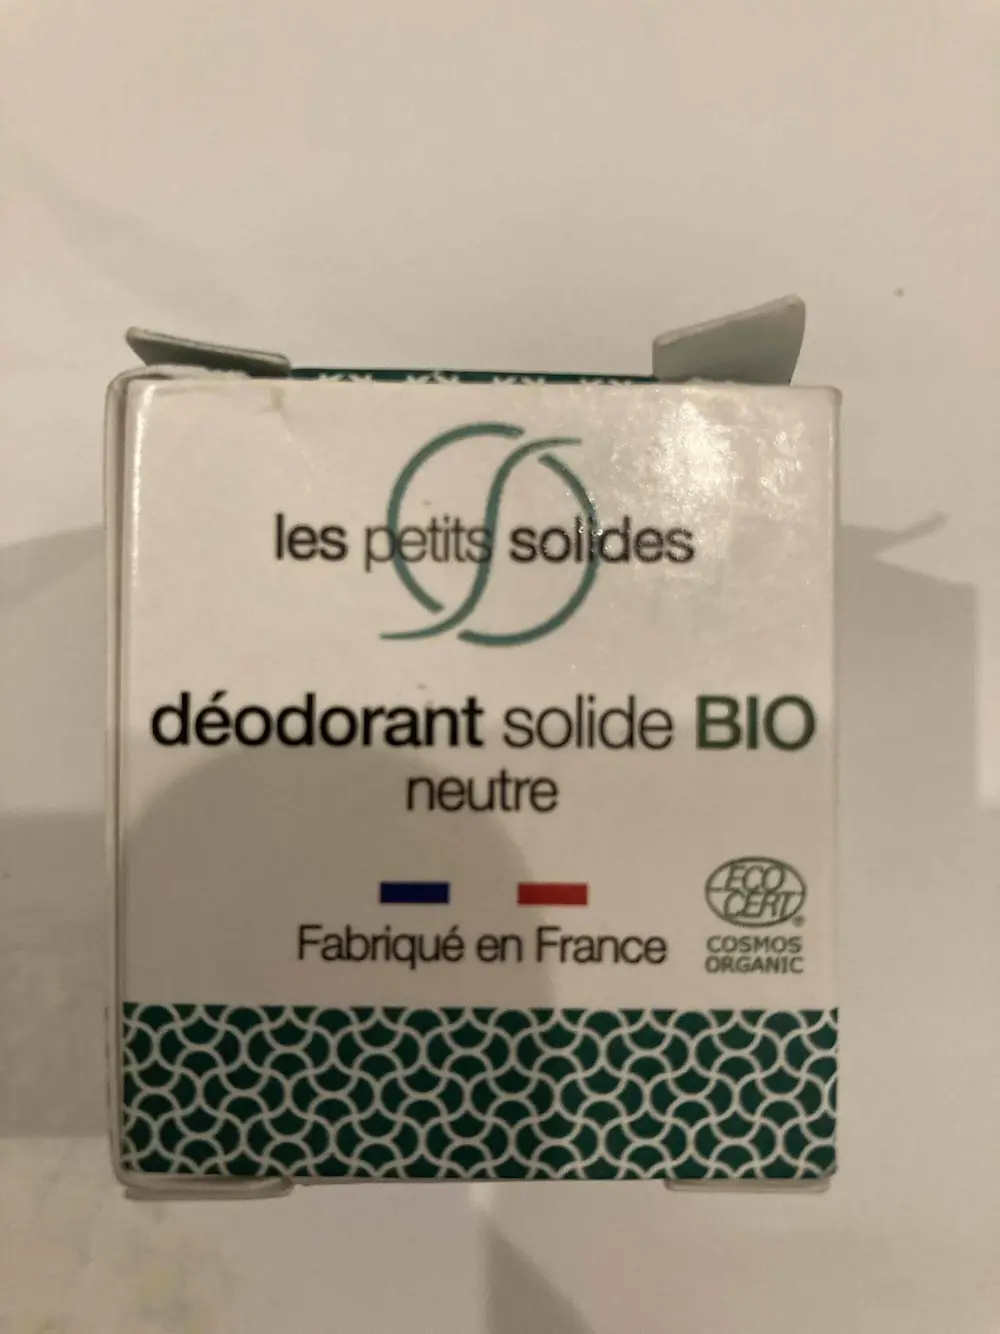 les petits solides
déodorant solide BIO
neutre
Fabriqué en France
ECO
CERT
®
COSMOS
ORGANIC